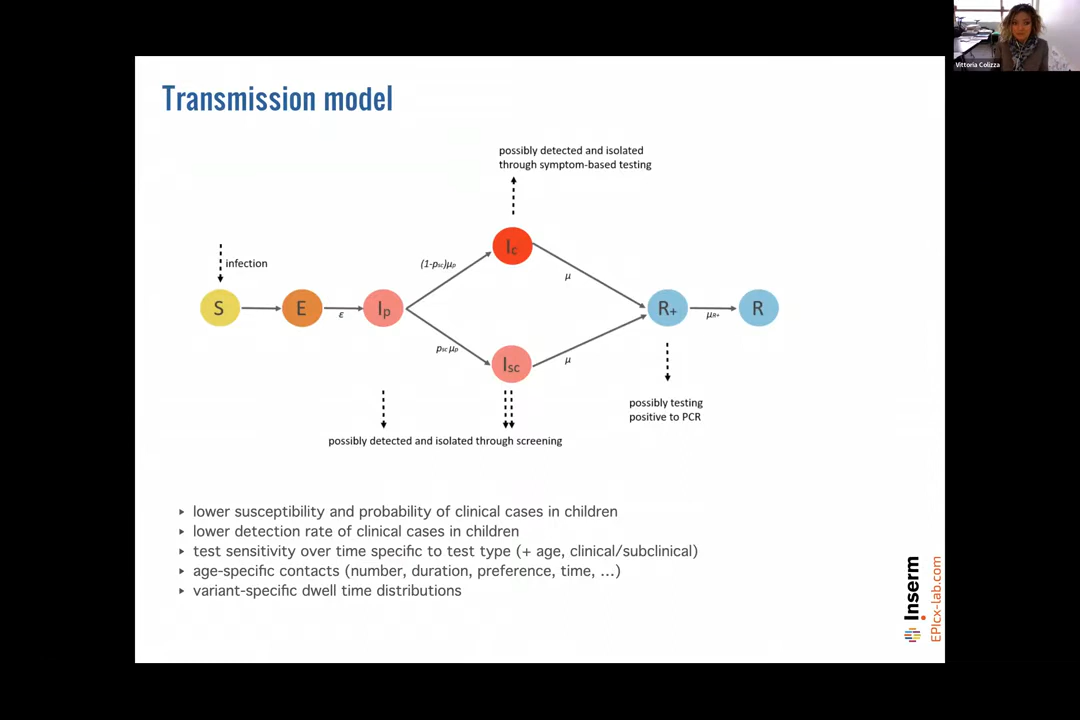 Vittoria Colizza
Transmission model
possibly detected and isolated
through symptom-based testing
infection
(1-psc)μp
Ic
μ
S
E
ε
Ip
R+
μR+
R
psc μp
Isc
μ
possibly testing
positive to PCR
possibly detected and isolated through screening
▸ lower susceptibility and probability of clinical cases in children
▸ lower detection rate of clinical cases in children
▸ test sensitivity over time specific to test type (+ age, clinical/subclinical)
▸ age-specific contacts (number, duration, preference, time, ...)
▸ variant-specific dwell time distributions
Inserm
EPIcx-lab.com